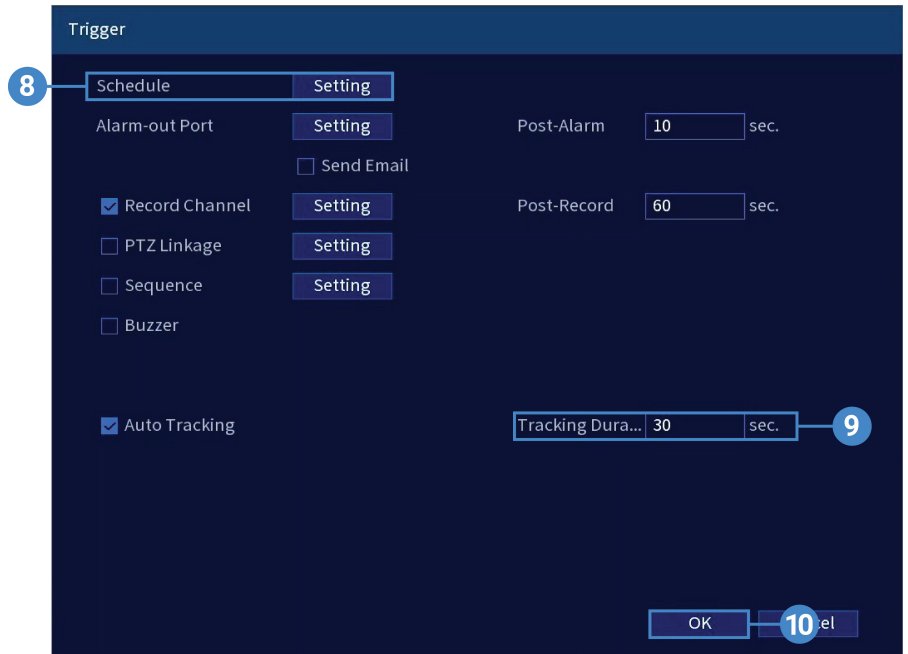 Trigger
8 Schedule Setting
Alarm-out Port Setting Post-Alarm 10 sec.
Send Email
Record Channel Setting Post-Record 60 sec.
PTZ Linkage Setting
Sequence Setting
Buzzer
Auto Tracking Tracking Dura... 30 sec. 9
OK 10 el